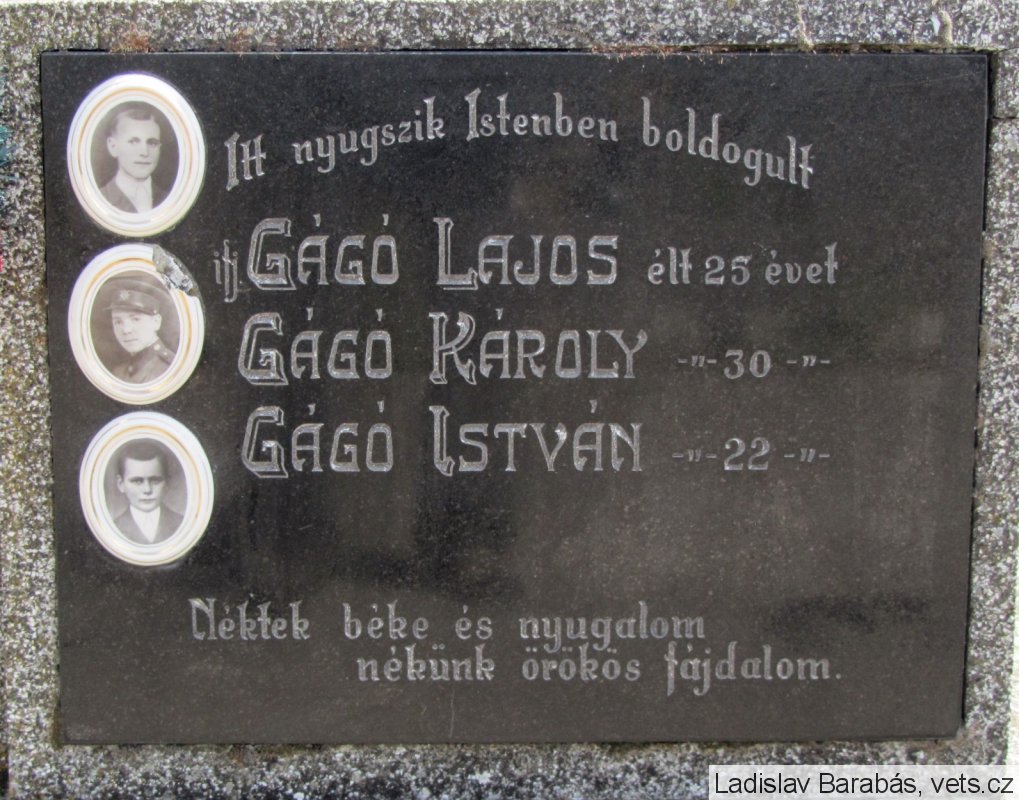 Itt nyugszik Istenben boldogult
ifj. GÁGÓ LAJOS élt 25 évet
GÁGÓ KÁROLY -"- 30 -"-
GÁGÓ ISTVÁN -"- 22 -"-
Néktek béke és nyugalom
nékünk örökös fájdalom.
Ladislav Barabás, vets.cz